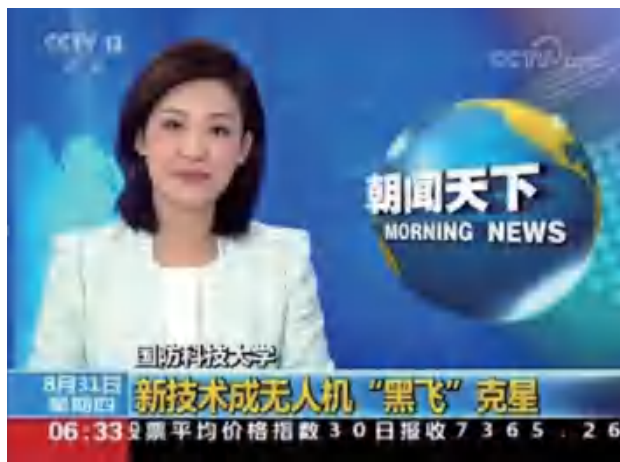 CCTV 13
CCTV
朝闻天下
MORNING NEWS
国防科技大学
8月31日
星期四
新技术成无人机“黑飞”克星
06:33
股票平均价格指数30日报收7365.26